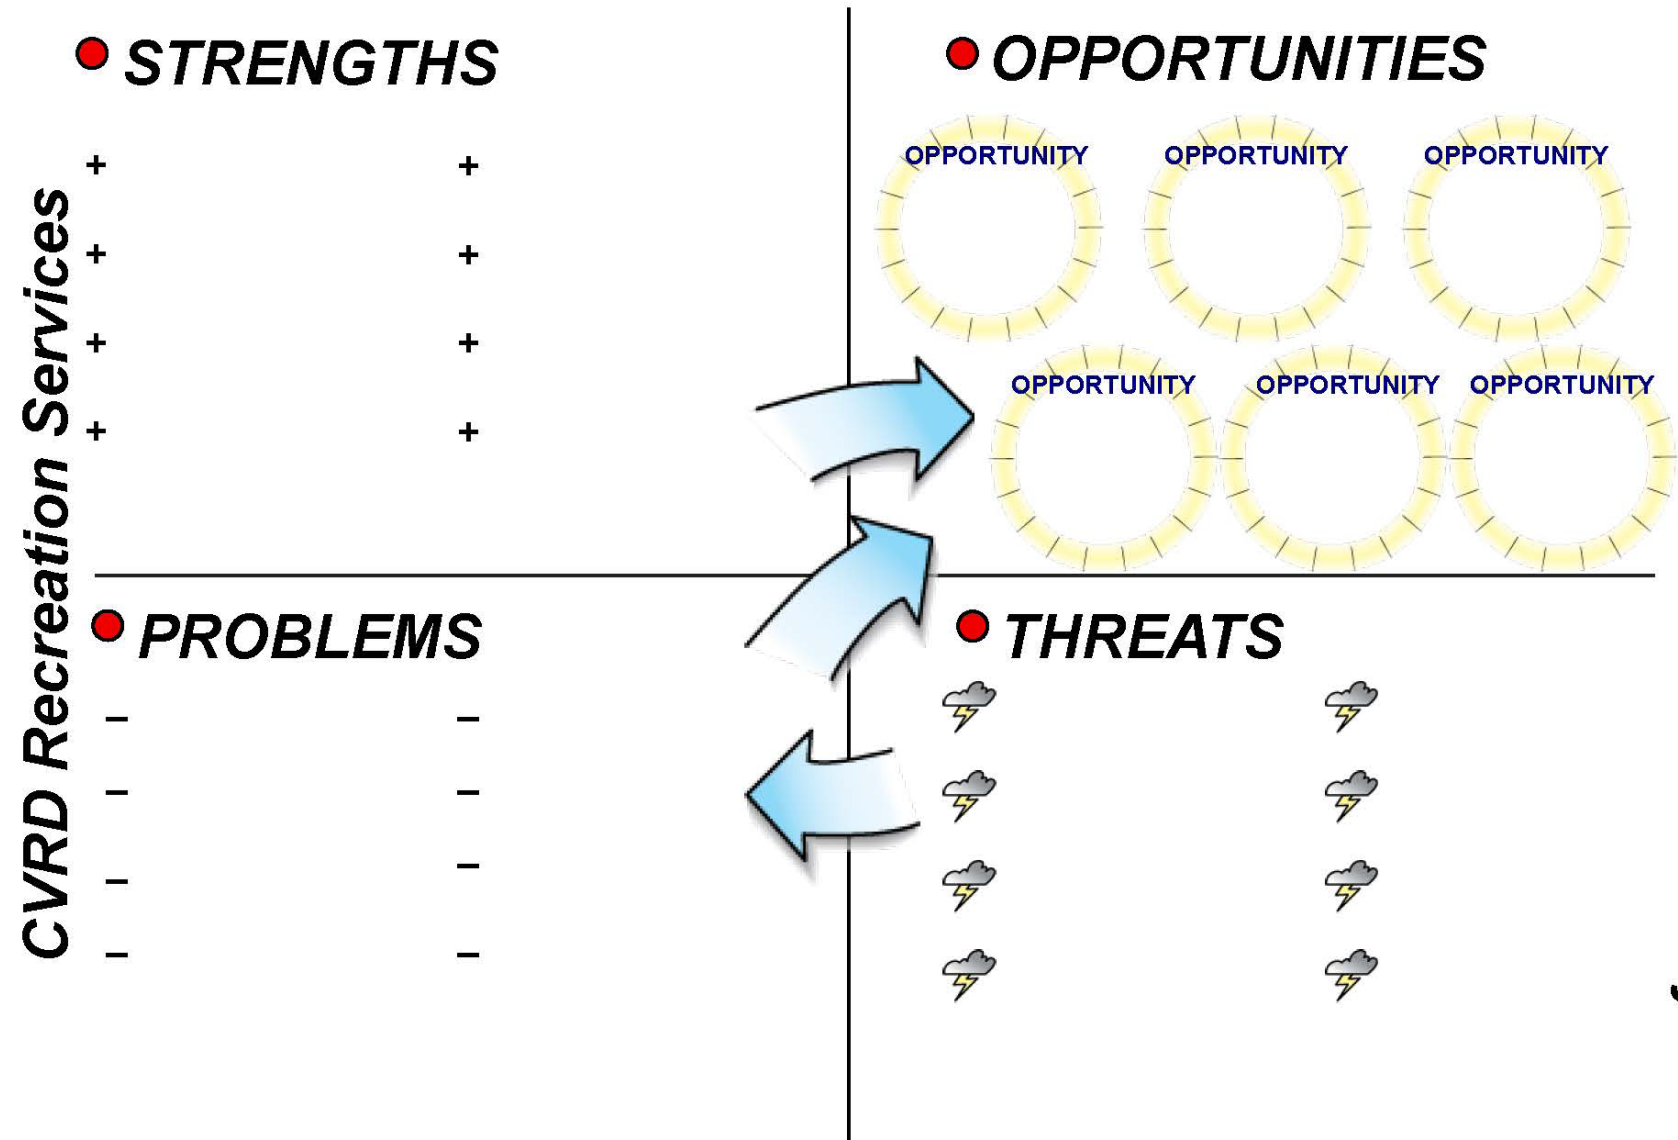 CVRD Recreation Services
STRENGTHS
+ +
+ +
+ +
+ +
OPPORTUNITIES
OPPORTUNITY OPPORTUNITY OPPORTUNITY
OPPORTUNITY OPPORTUNITY OPPORTUNITY
PROBLEMS
– –
– –
– –
– –
THREATS